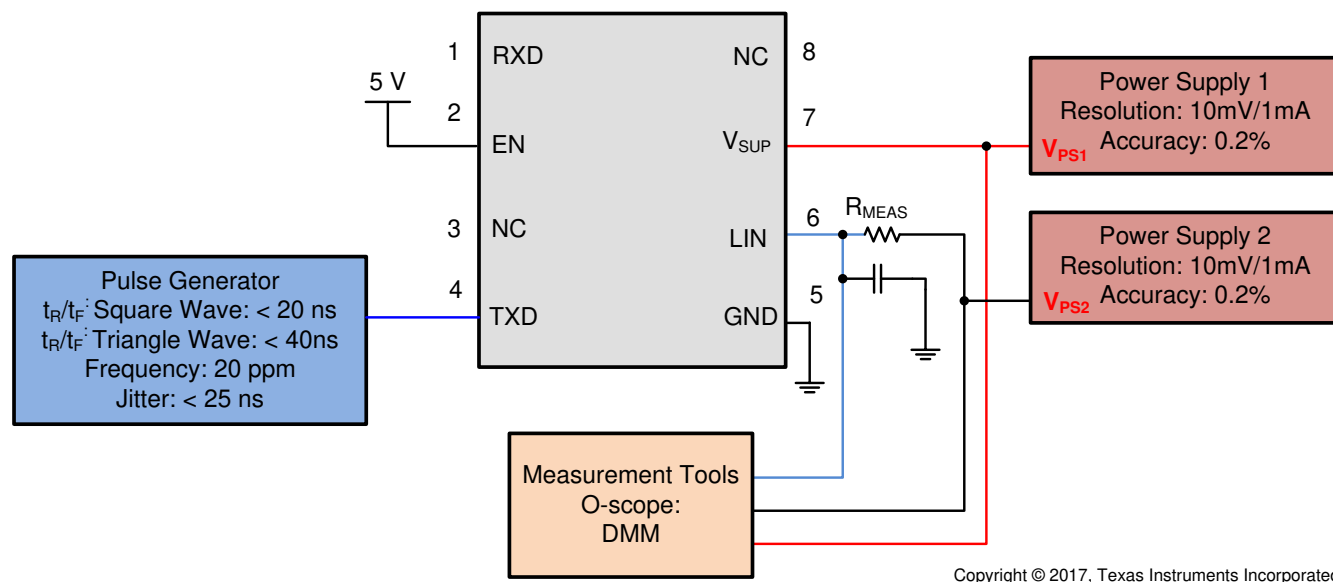 5 V
1
RXD
2
EN
3
NC
4
TXD
NC
8
VSUP
7
LIN
6
GND
5
RMEAS
Power Supply 1
Resolution: 10mV/1mA
Accuracy: 0.2%
VPS1
Power Supply 2
Resolution: 10mV/1mA
Accuracy: 0.2%
VPS2
Pulse Generator
tR/tF: Square Wave: < 20 ns
tR/tF: Triangle Wave: < 40ns
Frequency: 20 ppm
Jitter: < 25 ns
Measurement Tools
O-scope:
DMM
Copyright © 2017, Texas Instruments Incorporated